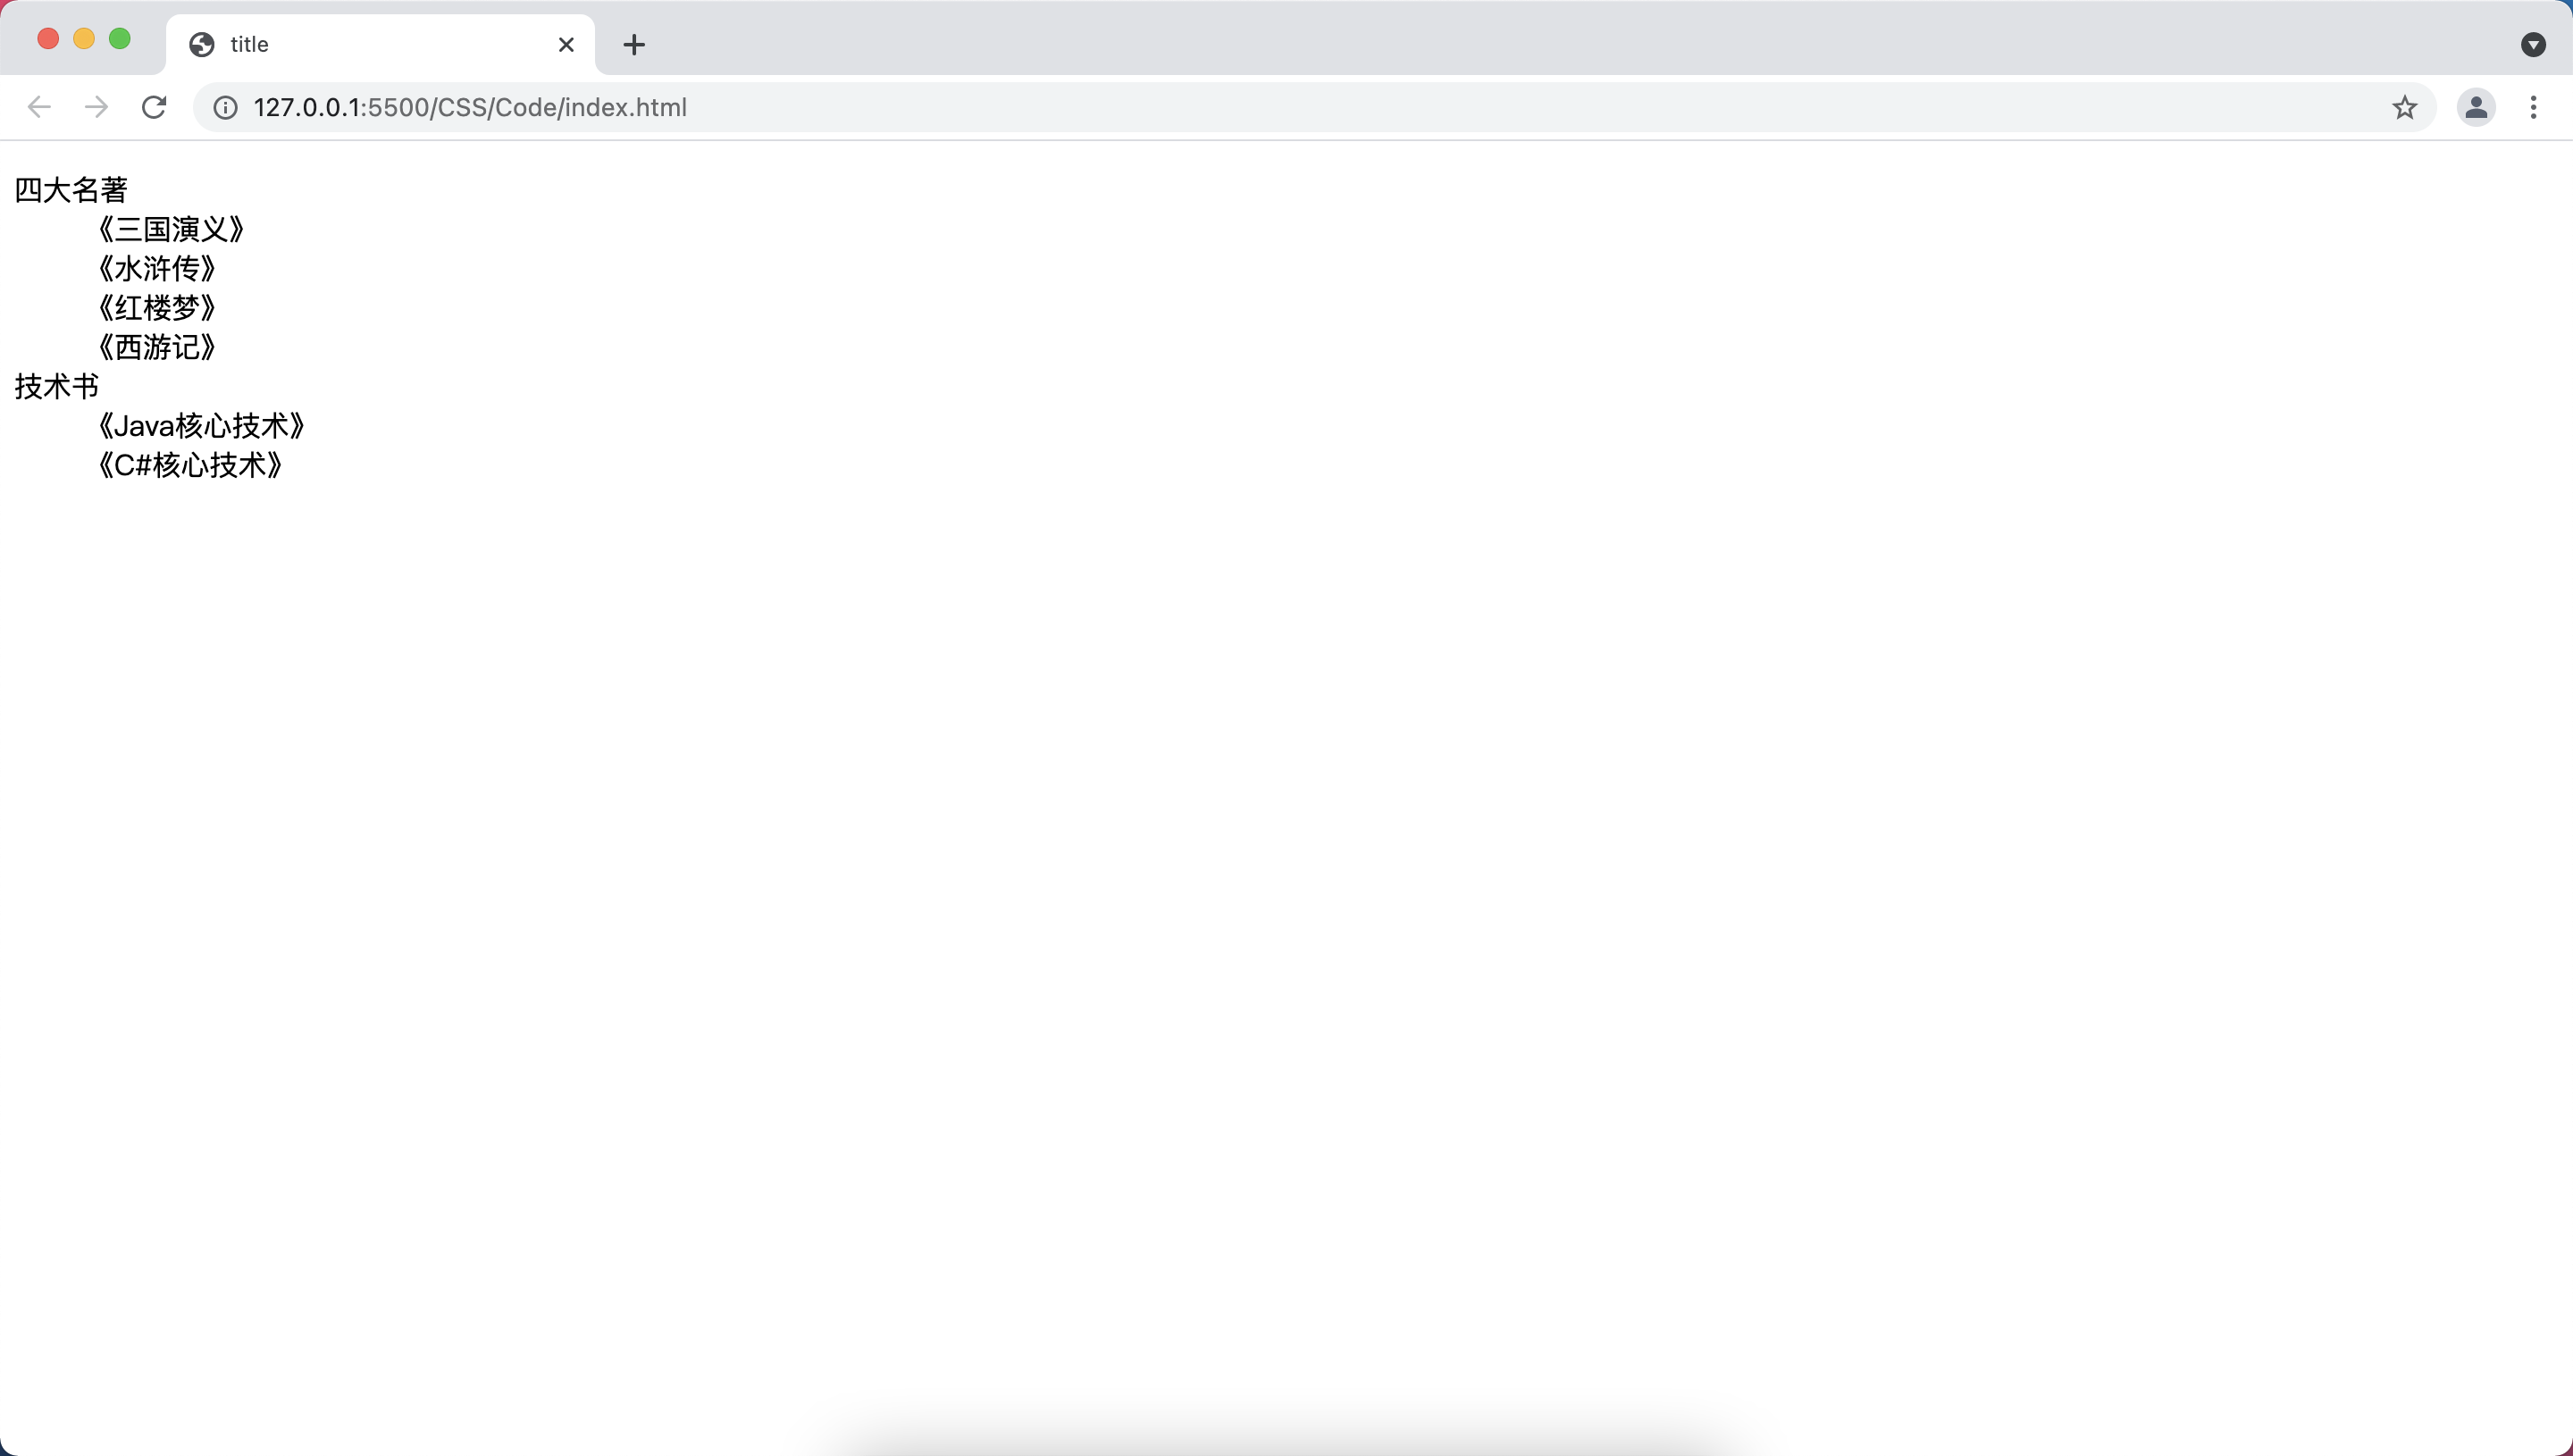 title
127.0.0.1:5500/CSS/Code/index.html
四大名著
《三国演义》
《水浒传》
《红楼梦》
《西游记》
技术书
《Java核心技术》
《C#核心技术》